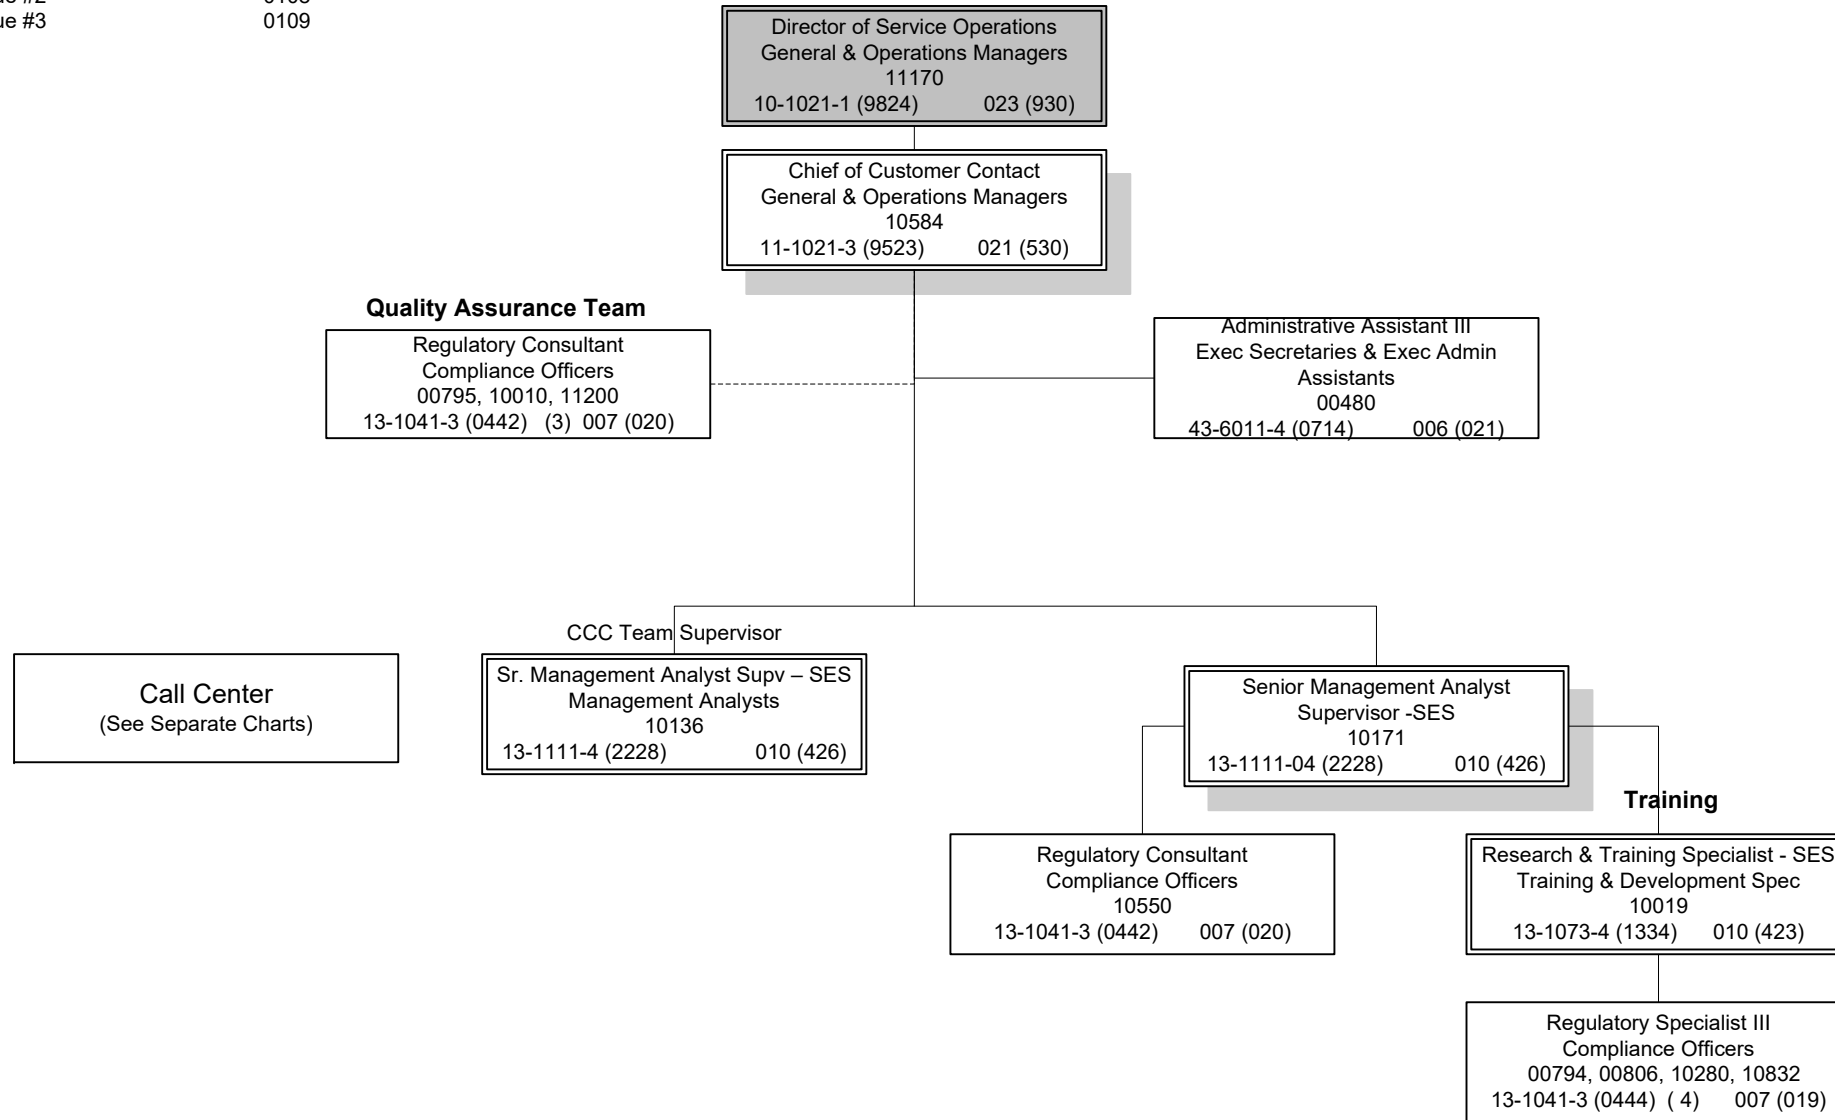 ue #3 0109
Director of Service Operations
General & Operations Managers
11170
10-1021-1 (9824) 023 (930)
Chief of Customer Contact
General & Operations Managers
10584
11-1021-3 (9523) 021 (530)
Quality Assurance Team
Regulatory Consultant
Compliance Officers
00795, 10010, 11200
13-1041-3 (0442) (3) 007 (020)
Administrative Assistant III
Exec Secretaries & Exec Admin
Assistants
00480
43-6011-4 (0714) 006 (021)
Call Center
(See Separate Charts)
CCC Team Supervisor
Sr. Management Analyst Supv – SES
Management Analysts
10136
13-1111-4 (2228) 010 (426)
Senior Management Analyst
Supervisor -SES
10171
13-1111-04 (2228) 010 (426)
Regulatory Consultant
Compliance Officers
10550
13-1041-3 (0442) 007 (020)
Training
Research & Training Specialist - SES
Training & Development Spec
10019
13-1073-4 (1334) 010 (423)
Regulatory Specialist III
Compliance Officers
00794, 00806, 10280, 10832
13-1041-3 (0444) ( 4) 007 (019)